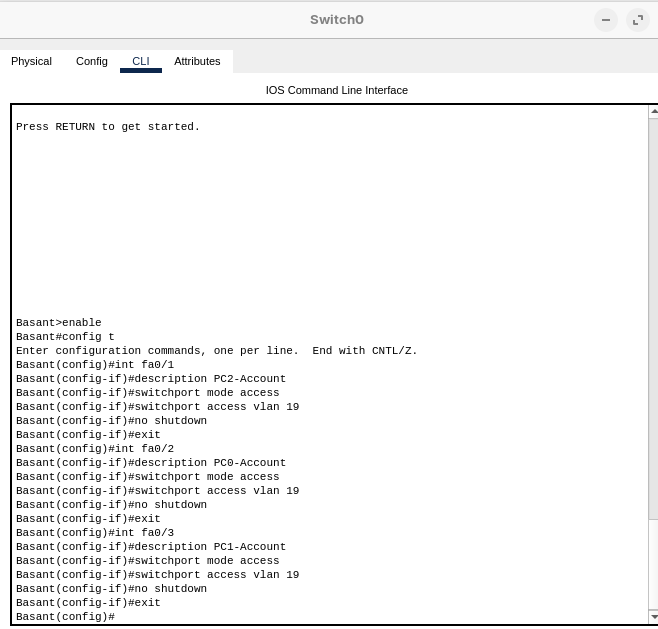 Switch0
Physical Config CLI Attributes
IOS Command Line Interface
Press RETURN to get started.
Basant>enable
Basant#config t
Enter configuration commands, one per line.  End with CNTL/Z.
Basant(config)#int fa0/1
Basant(config-if)#description PC2-Account
Basant(config-if)#switchport mode access
Basant(config-if)#switchport access vlan 19
Basant(config-if)#no shutdown
Basant(config-if)#exit
Basant(config)#int fa0/2
Basant(config-if)#description PC0-Account
Basant(config-if)#switchport mode access
Basant(config-if)#switchport access vlan 19
Basant(config-if)#no shutdown
Basant(config-if)#exit
Basant(config)#int fa0/3
Basant(config-if)#description PC1-Account
Basant(config-if)#switchport mode access
Basant(config-if)#switchport access vlan 19
Basant(config-if)#no shutdown
Basant(config-if)#exit
Basant(config)#